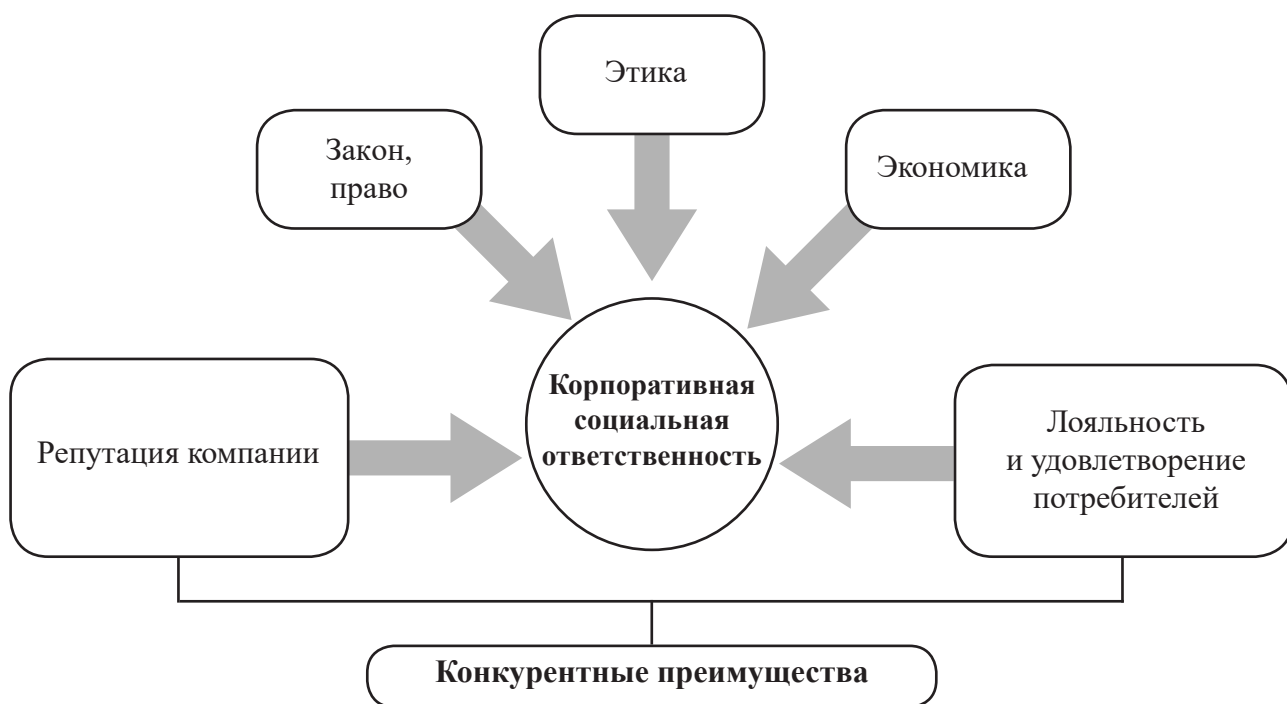 Этика
Закон,
право
Экономика
Корпоративная
социальная
ответственность
Репутация компании
Лояльность
и удовлетворение
потребителей
Конкурентные преимущества